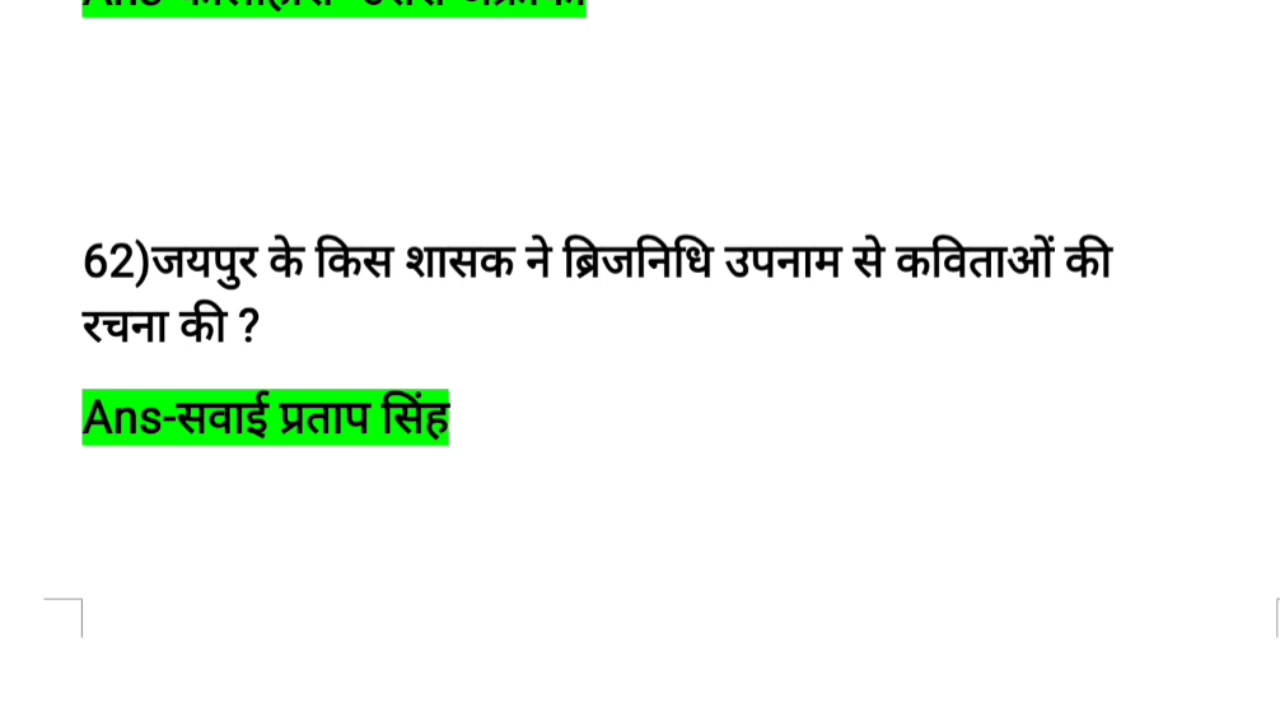 62)जयपुर के किस शासक ने ब्रिजनिधि उपनाम से कविताओं की
रचना की ?
Ans-सवाई प्रताप सिंह